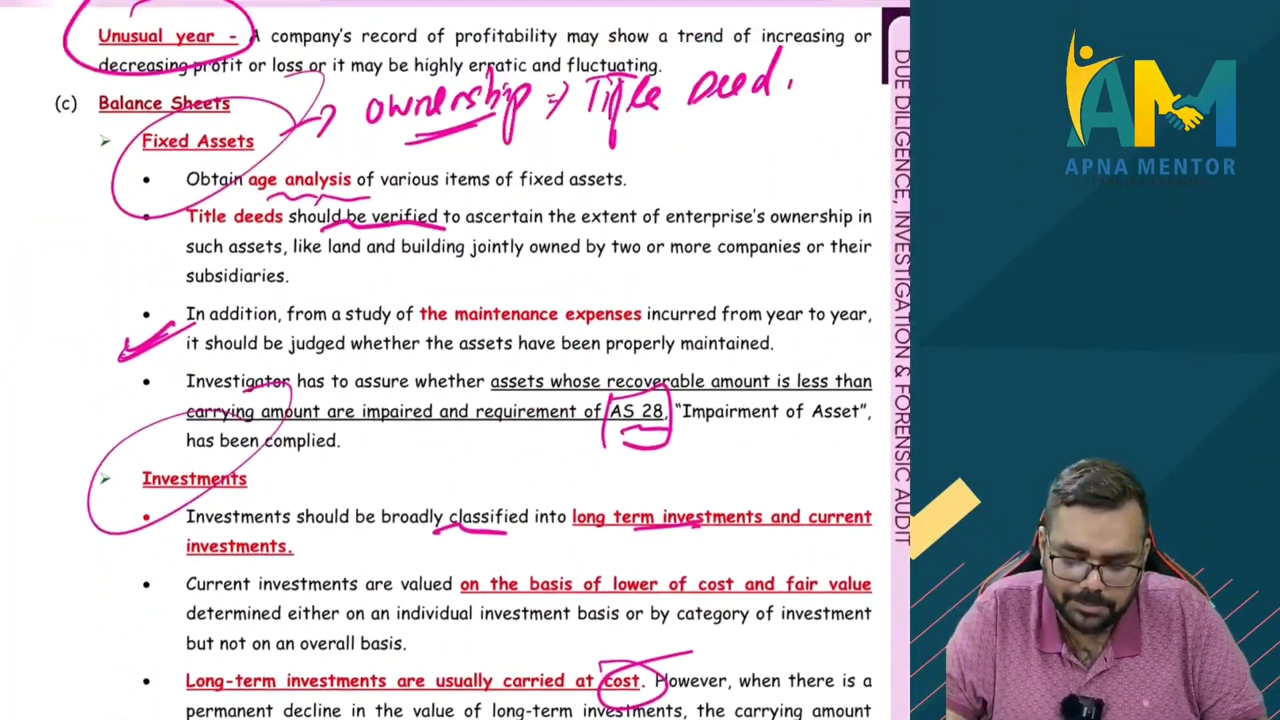 Unusual year - A company's record of profitability may show a trend of increasing or
decreasing profit or loss or it may be highly erratic and fluctuating.
ownership => Title Deed.
(c) Balance Sheets
Fixed Assets
• Obtain age analysis of various items of fixed assets.
• Title deeds should be verified to ascertain the extent of enterprise's ownership in
such assets, like land and building jointly owned by two or more companies or their
subsidiaries.
• In addition, from a study of the maintenance expenses incurred from year to year,
it should be judged whether the assets have been properly maintained.
• Investigator has to assure whether assets whose recoverable amount is less than
carrying amount are impaired and requirement of AS 28, "Impairment of Asset",
has been complied.
Investments
• Investments should be broadly classified into long term investments and current
investments.
• Current investments are valued on the basis of lower of cost and fair value
determined either on an individual investment basis or by category of investment
but not on an overall basis.
• Long-term investments are usually carried at cost. However, when there is a
permanent decline in the value of long-term investments, the carrying amount
DUE DILIGENCE, INVESTIGATION & FORENSIC AUDIT
AM
APNA MENTOR